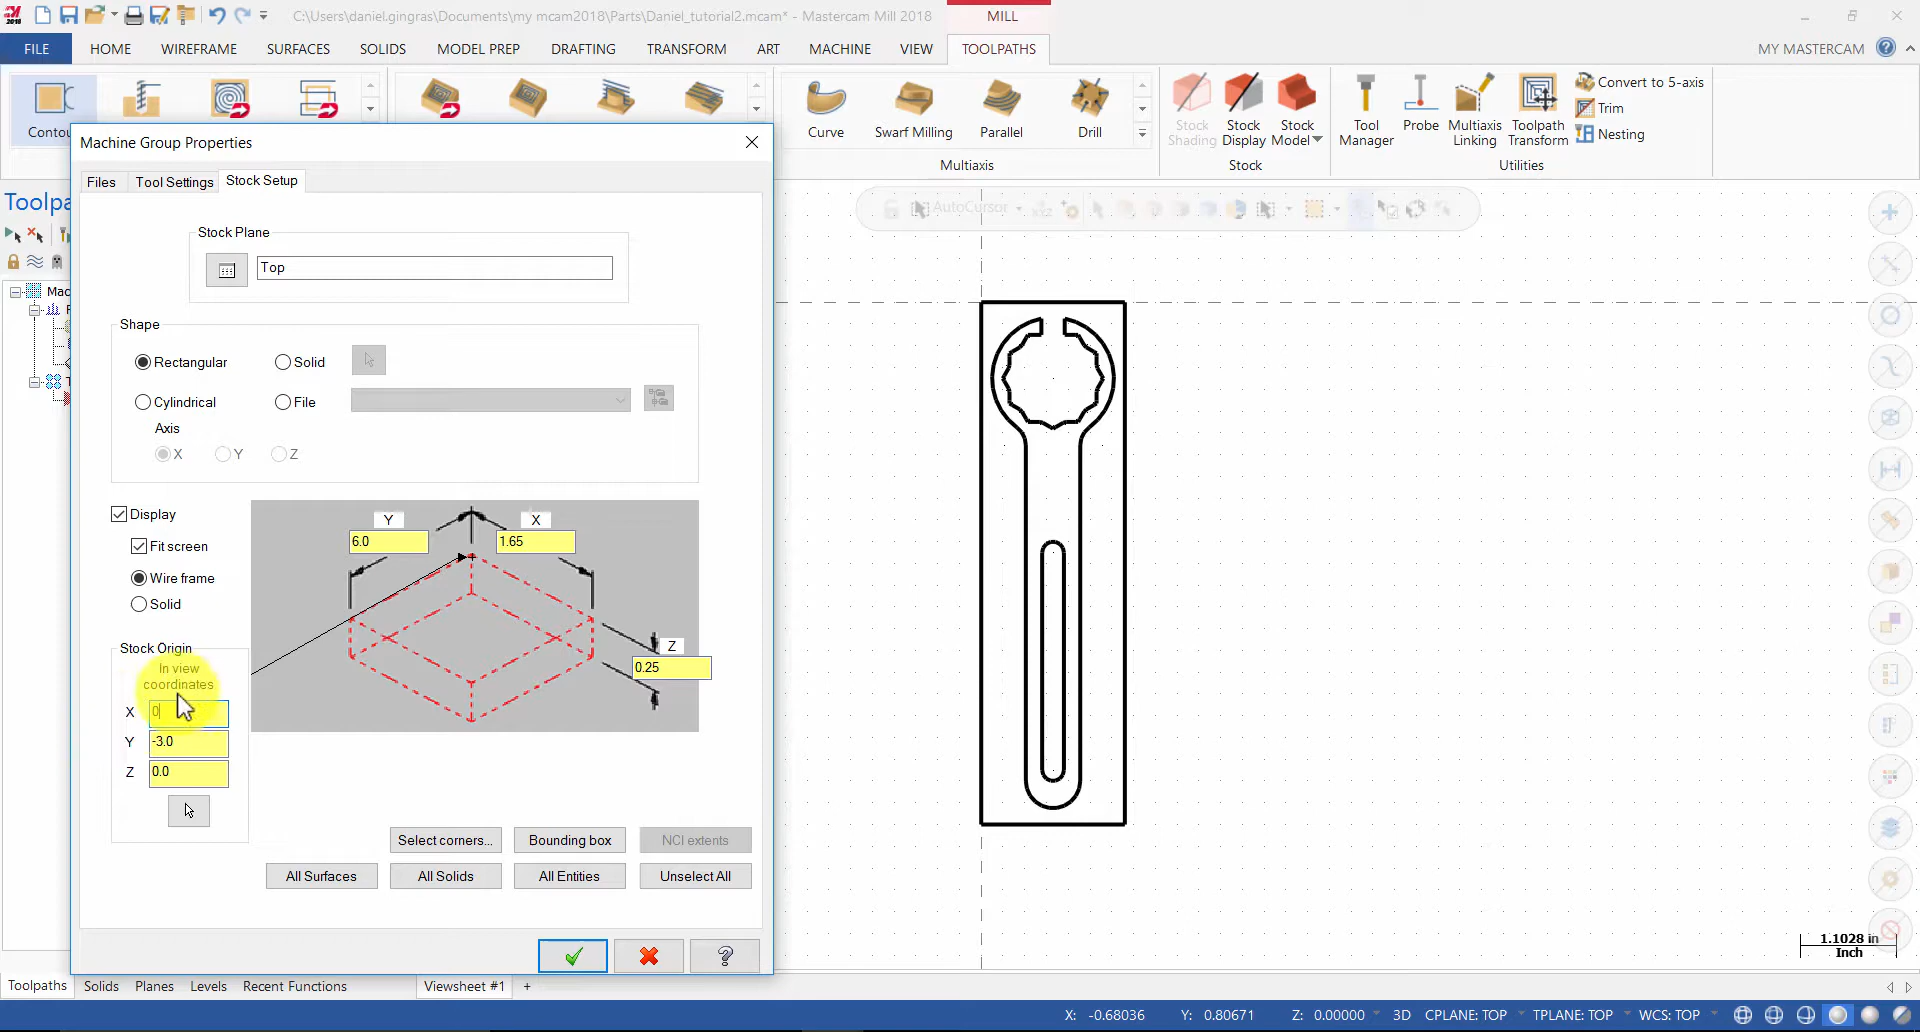 C:\Users\daniel.gingras\Documents\my mcam2018\Parts\Daniel_tutorial2.mcam* - Mastercam Mill 2018
MILL
FILE HOME WIREFRAME SURFACES SOLIDS MODEL PREP DRAFTING TRANSFORM ART MACHINE VIEW TOOLPATHS MY MASTERCAM
Contou
Curve Swarf Milling Parallel Drill
Multiaxis
Stock Shading
Stock Display
Stock Model
Stock
Tool Manager
Probe
Multiaxis Linking
Toolpath Transform
Convert to 5-axis
Trim
Nesting
Utilities
Machine Group Properties
Files Tool Settings Stock Setup
Toolpa
Mac
Stock Plane
Top
Shape
Rectangular Solid
Cylindrical File
Axis
X Y Z
Display
Fit screen
Wire frame
Solid
Y X
6.0 1.65
Z
0.25
Stock Origin
In view
coordinates
X 0
Y -3.0
Z 0.0
Select corners... Bounding box NCI extents
All Surfaces All Solids All Entities Unselect All
AutoCursor
1.1028 in
Inch
Toolpaths Solids Planes Levels Recent Functions Viewsheet #1 +
X: -0.68036 Y: 0.80671 Z: 0.00000 3D CPLANE: TOP TPLANE: TOP WCS: TOP